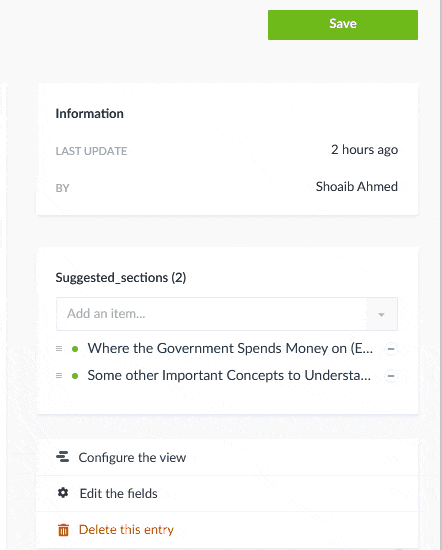 Save
Information
LAST UPDATE 2 hours ago
BY Shoaib Ahmed
Suggested_sections (2)
Add an item...
Where the Government Spends Money on (E...
Some other Important Concepts to Understa...
Configure the view
Edit the fields
Delete this entry